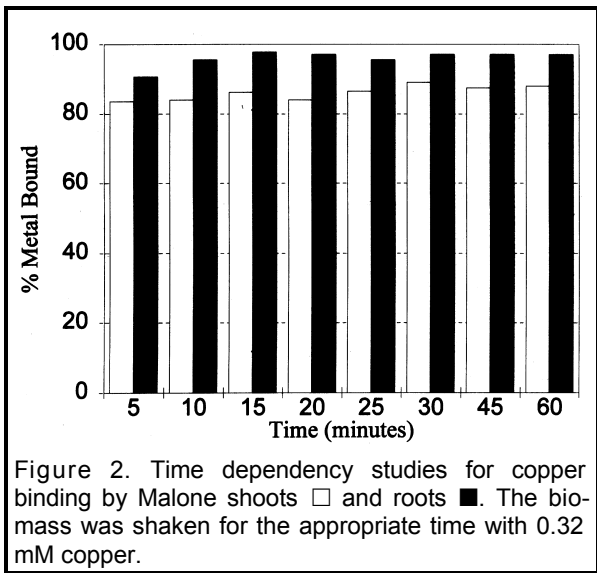 100
80
60
40
20
0
% Metal Bound
5 10 15 20 25 30 45 60
Time (minutes)
Figure 2. Time dependency studies for copper
binding by Malone shoots □ and roots ■. The bio-
mass was shaken for the appropriate time with 0.32
mM copper.